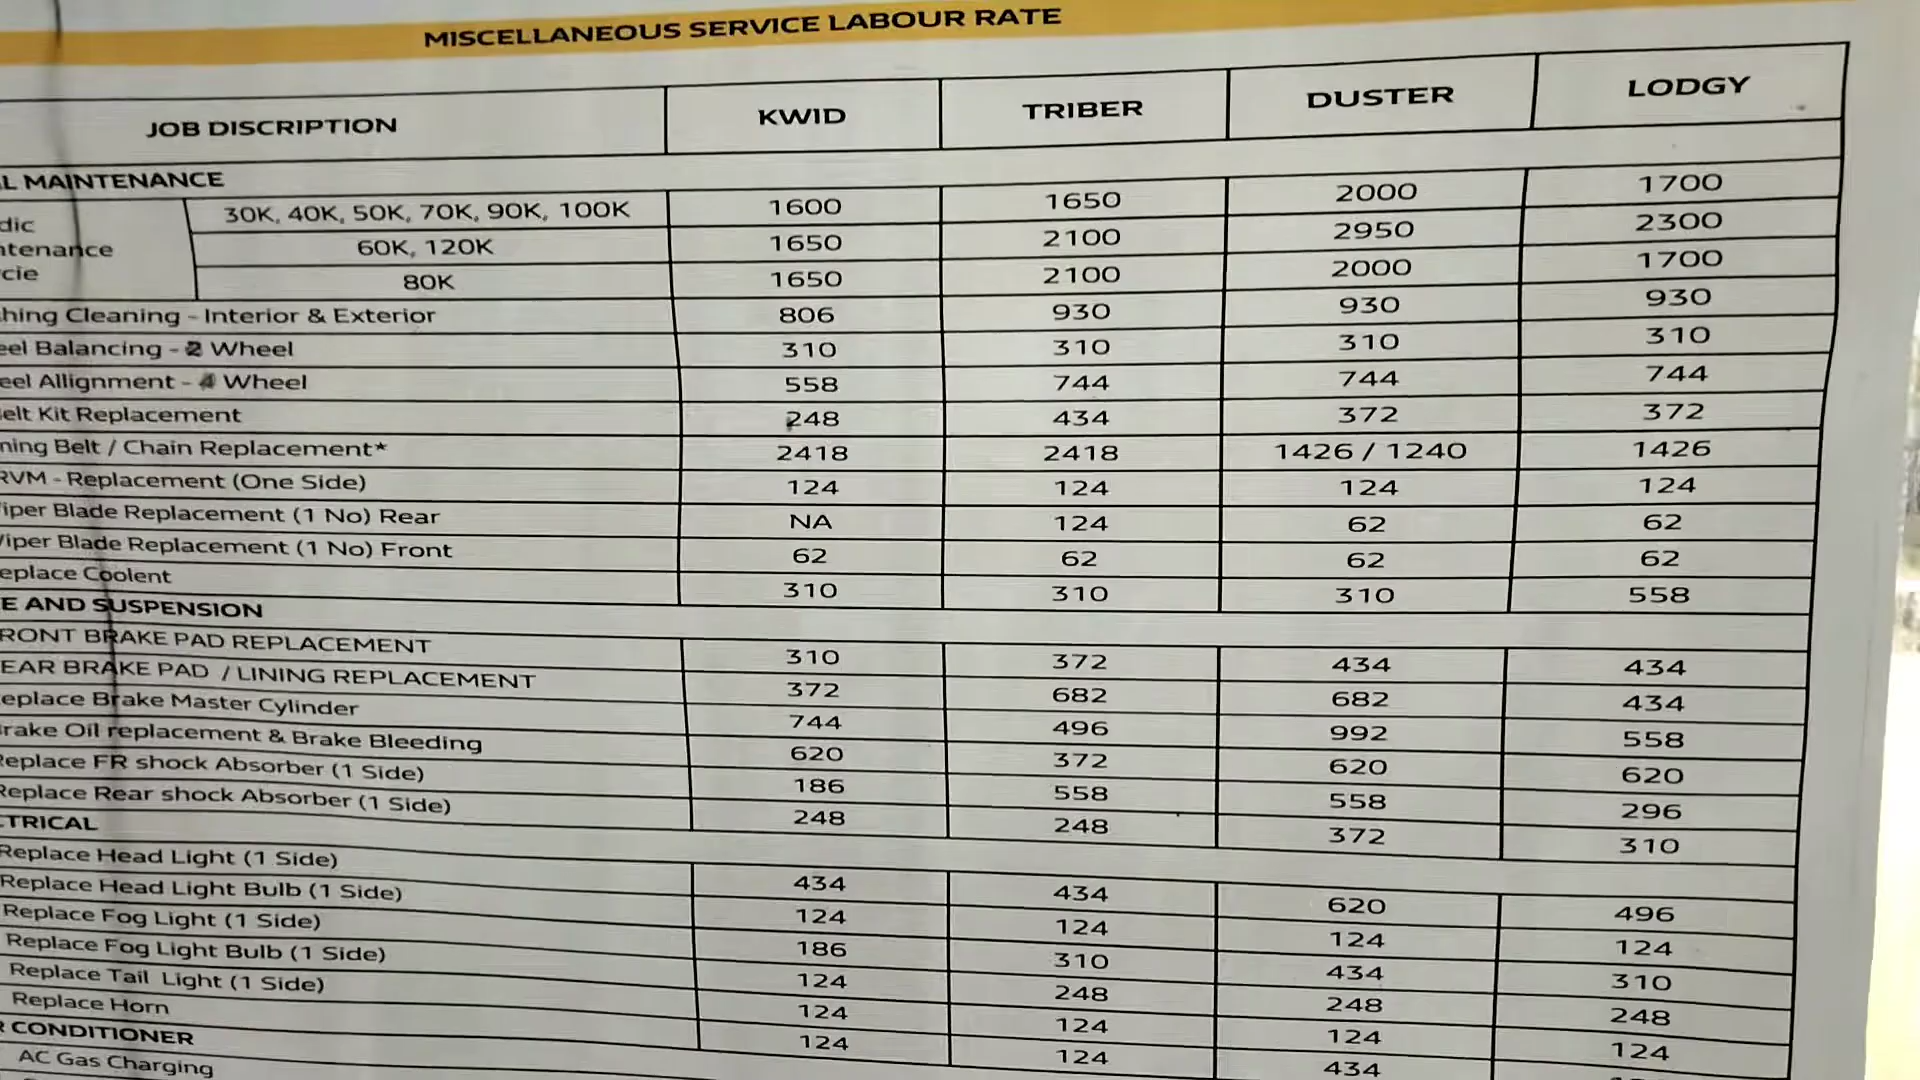 MISCELLANEOUS SERVICE LABOUR RATE
JOB DISCRIPTION KWID TRIBER DUSTER LODGY
L MAINTENANCE
dic
ntenance
cie
30K, 40K, 50K, 70K, 90K, 100K 1600 1650 2000 1700
60K, 120K 1650 2100 2950 2300
80K 1650 2100 2000 1700
hing Cleaning - Interior & Exterior 806 930 930 930
eel Balancing - 2 Wheel 310 310 310 310
eel Allignment - 4 Wheel 558 744 744 744
elt Kit Replacement 248 434 372 372
ning Belt / Chain Replacement* 2418 2418 1426 / 1240 1426
RVM - Replacement (One Side) 124 124 124 124
iper Blade Replacement (1 No) Rear NA 124 62 62
iper Blade Replacement (1 No) Front 62 62 62 62
eplace Coolent 310 310 310 558
E AND SUSPENSION
RONT BRAKE PAD REPLACEMENT 310 372 434 434
EAR BRAKE PAD / LINING REPLACEMENT 372 682 682 434
eplace Brake Master Cylinder 744 496 992 558
rake Oil replacement & Brake Bleeding 620 372 620 620
Replace FR shock Absorber (1 Side) 186 558 558 296
Replace Rear shock Absorber (1 Side) 248 248 372 310
CTRICAL
Replace Head Light (1 Side) 434 434 620 496
Replace Head Light Bulb (1 Side) 124 124 124 124
Replace Fog Light (1 Side) 186 310 434 310
Replace Fog Light Bulb (1 Side) 124 248 248 248
Replace Tail Light (1 Side) 124 124 124 124
Replace Horn 124 124 434
R CONDITIONER
AC Gas Charging